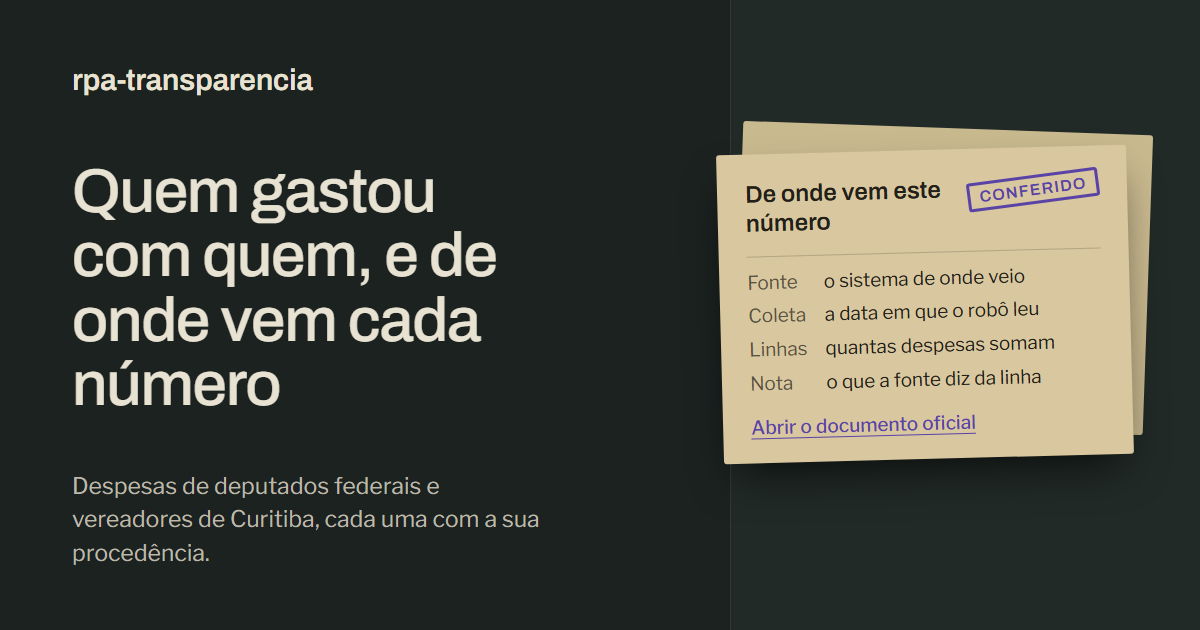 rpa-transparencia
Quem gastou
com quem, e de
onde vem cada
número
Despesas de deputados federais e
vereadores de Curitiba, cada uma com a sua
procedência.
De onde vem este
número
CONFERIDO
Fonte o sistema de onde veio
Coleta a data em que o robô leu
Linhas quantas despesas somam
Nota o que a fonte diz da linha
Abrir o documento oficial